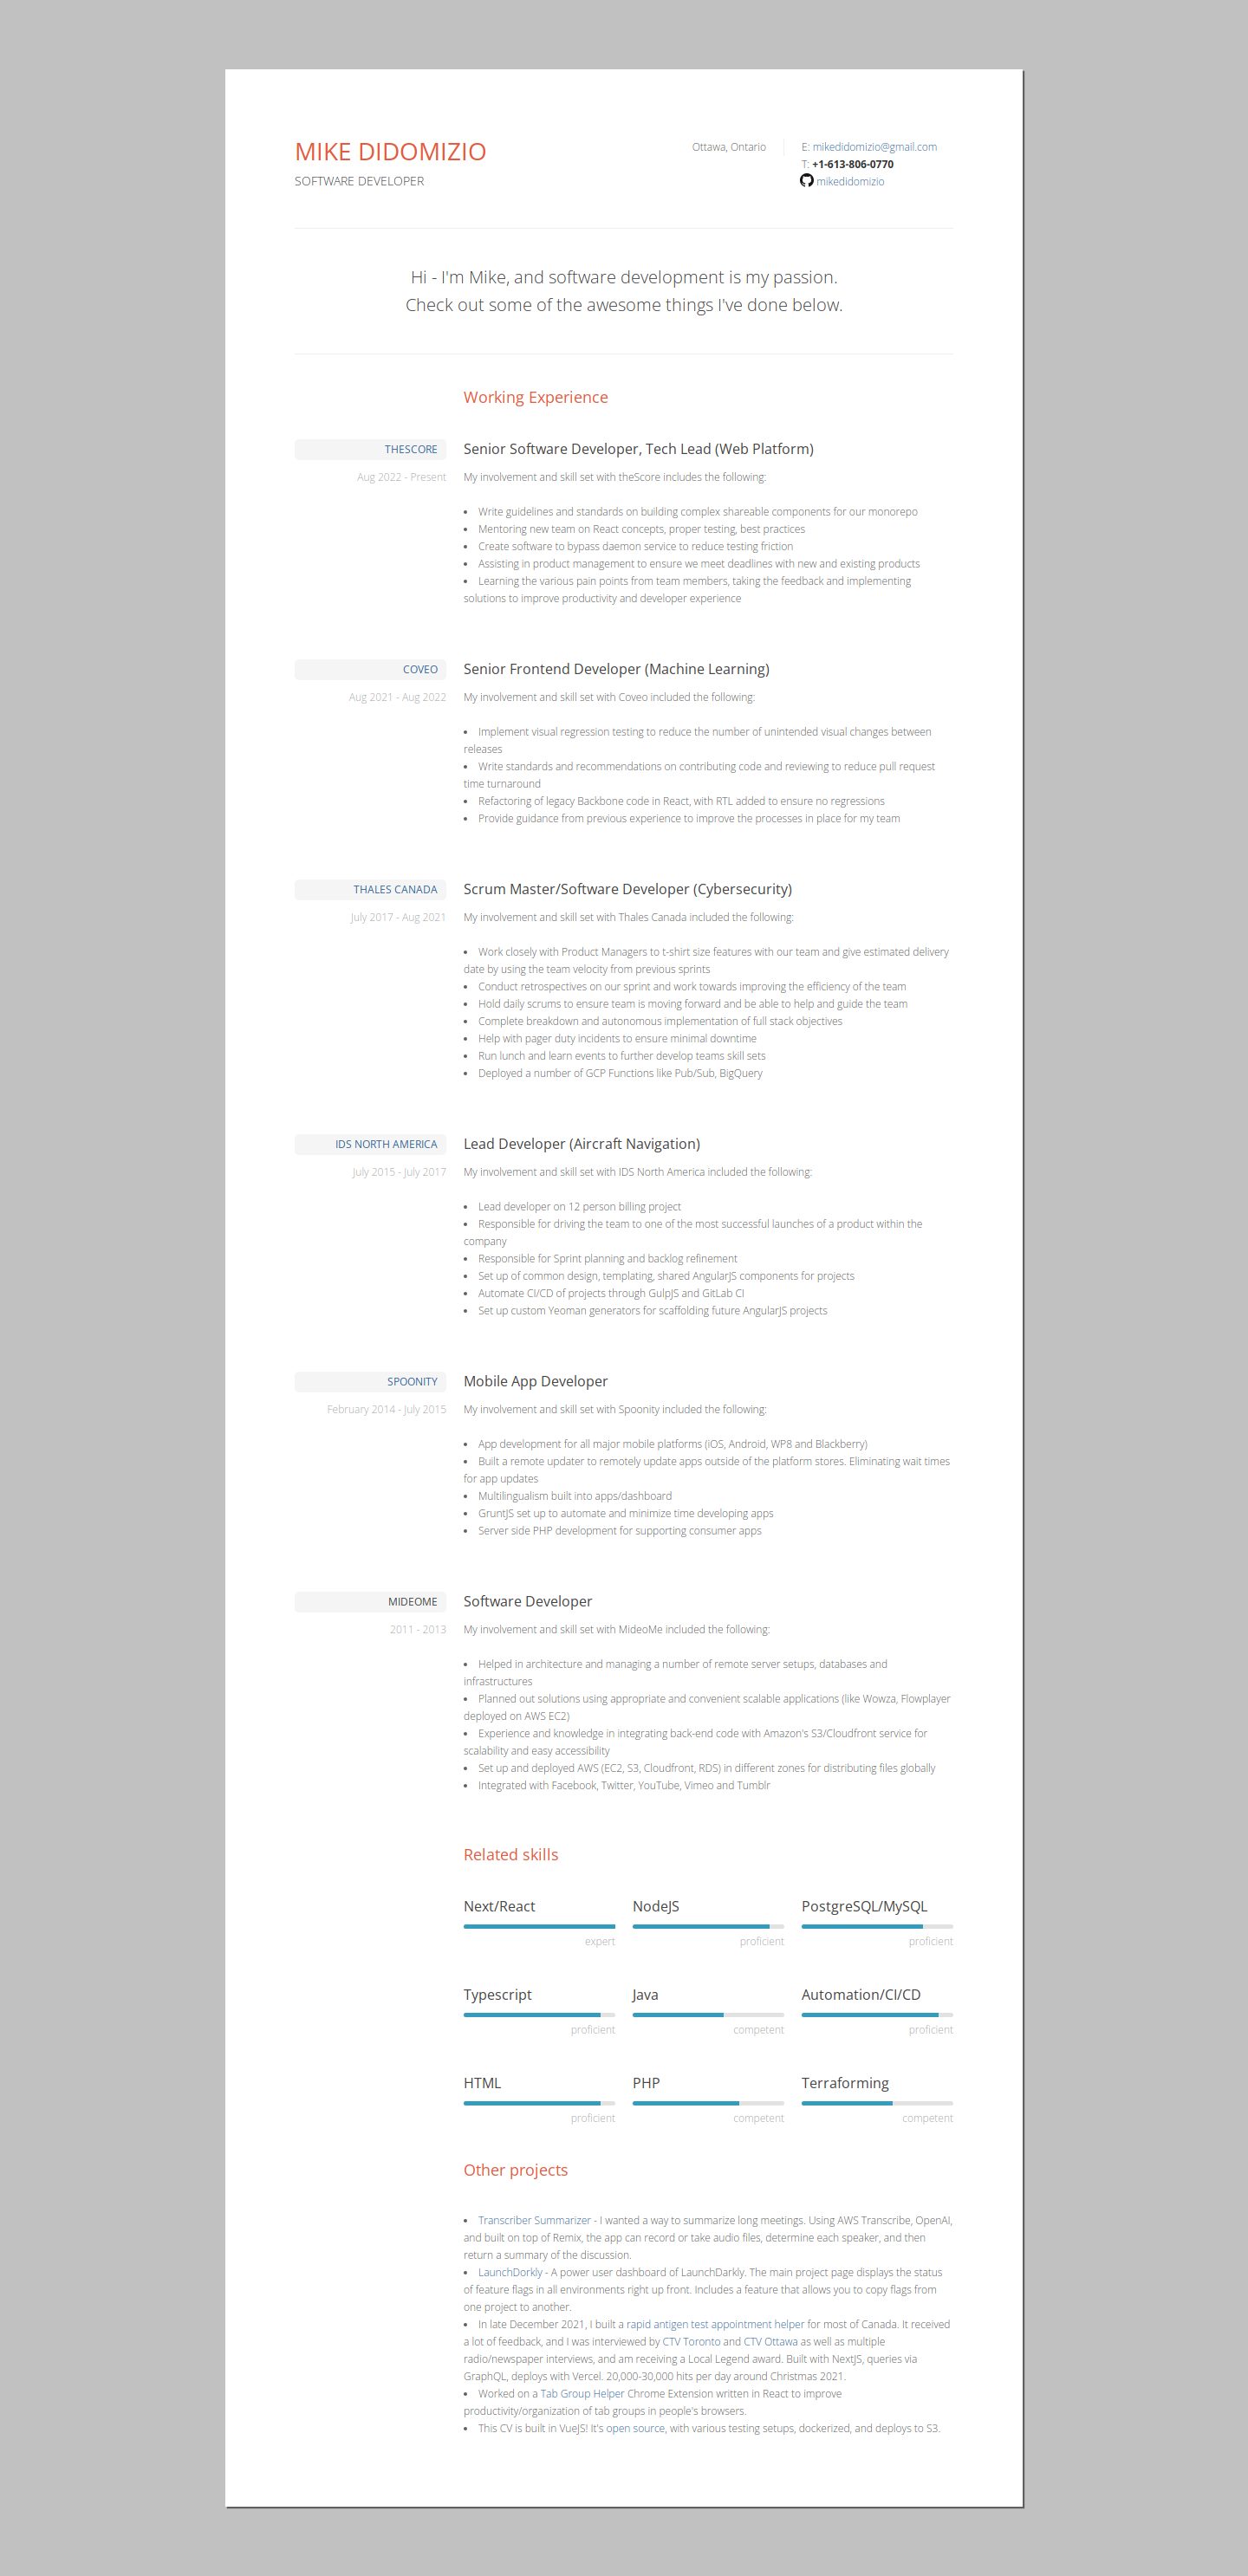 MIKE DIDOMIZIO
SOFTWARE DEVELOPER
Ottawa, Ontario
E: mikedidomizio@gmail.com
T: +1-613-806-0770
mikedidomizio
Hi - I'm Mike, and software development is my passion.
Check out some of the awesome things I've done below.
Working Experience
THESCORE
Aug 2022 - Present
Senior Software Developer, Tech Lead (Web Platform)
My involvement and skill set with theScore includes the following:
• Write guidelines and standards on building complex shareable components for our monorepo
• Mentoring new team on React concepts, proper testing, best practices
• Create software to bypass daemon service to reduce testing friction
• Assisting in product management to ensure we meet deadlines with new and existing products
• Learning the various pain points from team members, taking the feedback and implementing
solutions to improve productivity and developer experience
COVEO
Aug 2021 - Aug 2022
Senior Frontend Developer (Machine Learning)
My involvement and skill set with Coveo included the following:
• Implement visual regression testing to reduce the number of unintended visual changes between
releases
• Write standards and recommendations on contributing code and reviewing to reduce pull request
time turnaround
• Refactoring of legacy Backbone code in React, with RTL added to ensure no regressions
• Provide guidance from previous experience to improve the processes in place for my team
THALES CANADA
July 2017 - Aug 2021
Scrum Master/Software Developer (Cybersecurity)
My involvement and skill set with Thales Canada included the following:
• Work closely with Product Managers to t-shirt size features with our team and give estimated delivery
date by using the team velocity from previous sprints
• Conduct retrospectives on our sprint and work towards improving the efficiency of the team
• Hold daily scrums to ensure team is moving forward and be able to help and guide the team
• Complete breakdown and autonomous implementation of full stack objectives
• Help with pager duty incidents to ensure minimal downtime
• Run lunch and learn events to further develop teams skill sets
• Deployed a number of GCP Functions like Pub/Sub, BigQuery
IDS NORTH AMERICA
July 2015 - July 2017
Lead Developer (Aircraft Navigation)
My involvement and skill set with IDS North America included the following:
• Lead developer on 12 person billing project
• Responsible for driving the team to one of the most successful launches of a product within the
company
• Responsible for Sprint planning and backlog refinement
• Set up of common design, templating, shared AngularJS components for projects
• Automate CI/CD of projects through GulpJS and GitLab CI
• Set up custom Yeoman generators for scaffolding future AngularJS projects
SPOONITY
February 2014 - July 2015
Mobile App Developer
My involvement and skill set with Spoonity included the following:
• App development for all major mobile platforms (iOS, Android, WP8 and Blackberry)
• Built a remote updater to remotely update apps outside of the platform stores. Eliminating wait times
for app updates
• Multilingualism built into apps/dashboard
• GruntJS set up to automate and minimize time developing apps
• Server side PHP development for supporting consumer apps
MIDEOME
2011 - 2013
Software Developer
My involvement and skill set with MideoMe included the following:
• Helped in architecture and managing a number of remote server setups, databases and
infrastructures
• Planned out solutions using appropriate and convenient scalable applications (like Wowza, Flowplayer
deployed on AWS EC2)
• Experience and knowledge in integrating back-end code with Amazon's S3/Cloudfront service for
scalability and easy accessibility
• Set up and deployed AWS (EC2, S3, Cloudfront, RDS) in different zones for distributing files globally
• Integrated with Facebook, Twitter, YouTube, Vimeo and Tumblr
Related skills
Next/React
expert
NodeJS
proficient
PostgreSQL/MySQL
proficient
Typescript
proficient
Java
competent
Automation/CI/CD
proficient
HTML
proficient
PHP
competent
Terraforming
competent
Other projects
• Transcriber Summarizer - I wanted a way to summarize long meetings. Using AWS Transcribe, OpenAI,
and built on top of Remix, the app can record or take audio files, determine each speaker, and then
return a summary of the discussion.
• LaunchDorkly - A power user dashboard of LaunchDarkly. The main project page displays the status
of feature flags in all environments right up front. Includes a feature that allows you to copy flags from
one project to another.
• In late December 2021, I built a rapid antigen test appointment helper for most of Canada. It received
a lot of feedback, and I was interviewed by CTV Toronto and CTV Ottawa as well as multiple
radio/newspaper interviews, and am receiving a Local Legend award. Built with NextJS, queries via
GraphQL, deploys with Vercel. 20,000-30,000 hits per day around Christmas 2021.
• Worked on a Tab Group Helper Chrome Extension written in React to improve
productivity/organization of tab groups in people's browsers.
• This CV is built in VueJS! It's open source, with various testing setups, dockerized, and deploys to S3.